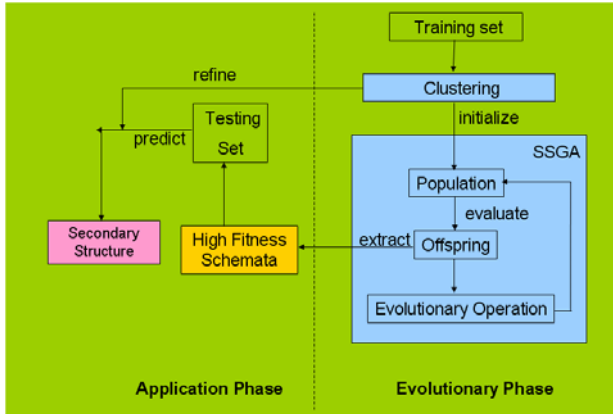 Training set
refine
Clustering
Testing
Set
predict
initialize
SSGA
Population
evaluate
Secondary
Structure
High Fitness
Schemata
extract
Offspring
Evolutionary Operation
Application Phase
Evolutionary Phase